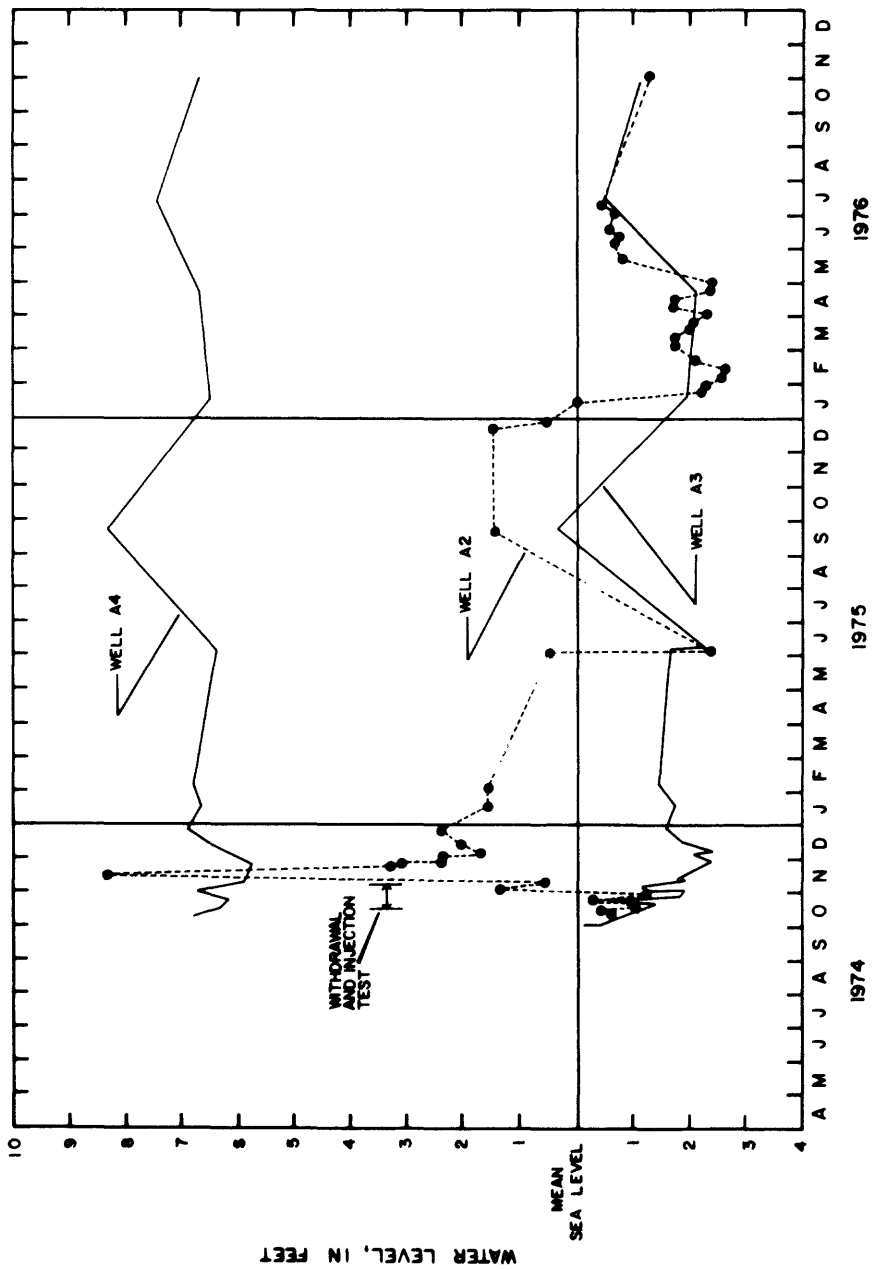 WATER LEVEL, IN FEET
10
9
8
7
6
5
4
3
2
1
MEAN
SEA LEVEL
1
2
3
4
WELL A4
WELL A2
WELL A3
WITHDRAWAL
AND INJECTION
TEST
A M J J A S O N D J F M A M J J A S O N D J F M A M J J A S O N D
1974 1975 1976